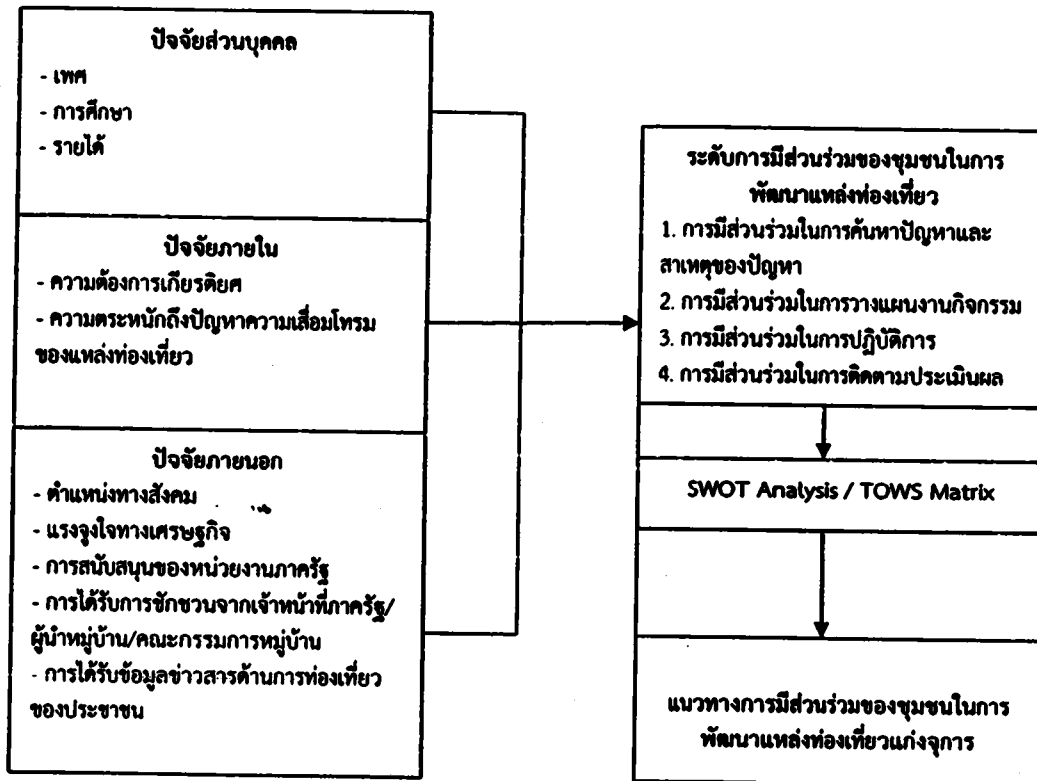 ปัจจัยส่วนบุคคล
- เพศ
- การศึกษา
- รายได้
ปัจจัยภายใน
- ความต้องการเกียรติยศ
- ความตระหนักถึงปัญหาความเสื่อมโทรม
ของแหล่งท่องเที่ยว
ปัจจัยภายนอก
- ตำแหน่งทางสังคม
- แรงจูงใจทางเศรษฐกิจ
- การสนับสนุนของหน่วยงานภาครัฐ
- การได้รับการชักชวนจากเจ้าหน้าที่ภาครัฐ/
ผู้นำหมู่บ้าน/คณะกรรมการหมู่บ้าน
- การได้รับข้อมูลข่าวสารด้านการท่องเที่ยว
ของประชาชน
ระดับการมีส่วนร่วมของชุมชนในการ
พัฒนาแหล่งท่องเที่ยว
1. การมีส่วนร่วมในการค้นหาปัญหาและ
สาเหตุของปัญหา
2. การมีส่วนร่วมในการวางแผนงานกิจกรรม
3. การมีส่วนร่วมในการปฏิบัติการ
4. การมีส่วนร่วมในการติดตามประเมินผล
SWOT Analysis / TOWS Matrix
แนวทางการมีส่วนร่วมของชุมชนในการ
พัฒนาแหล่งท่องเที่ยวแก่งจุการ